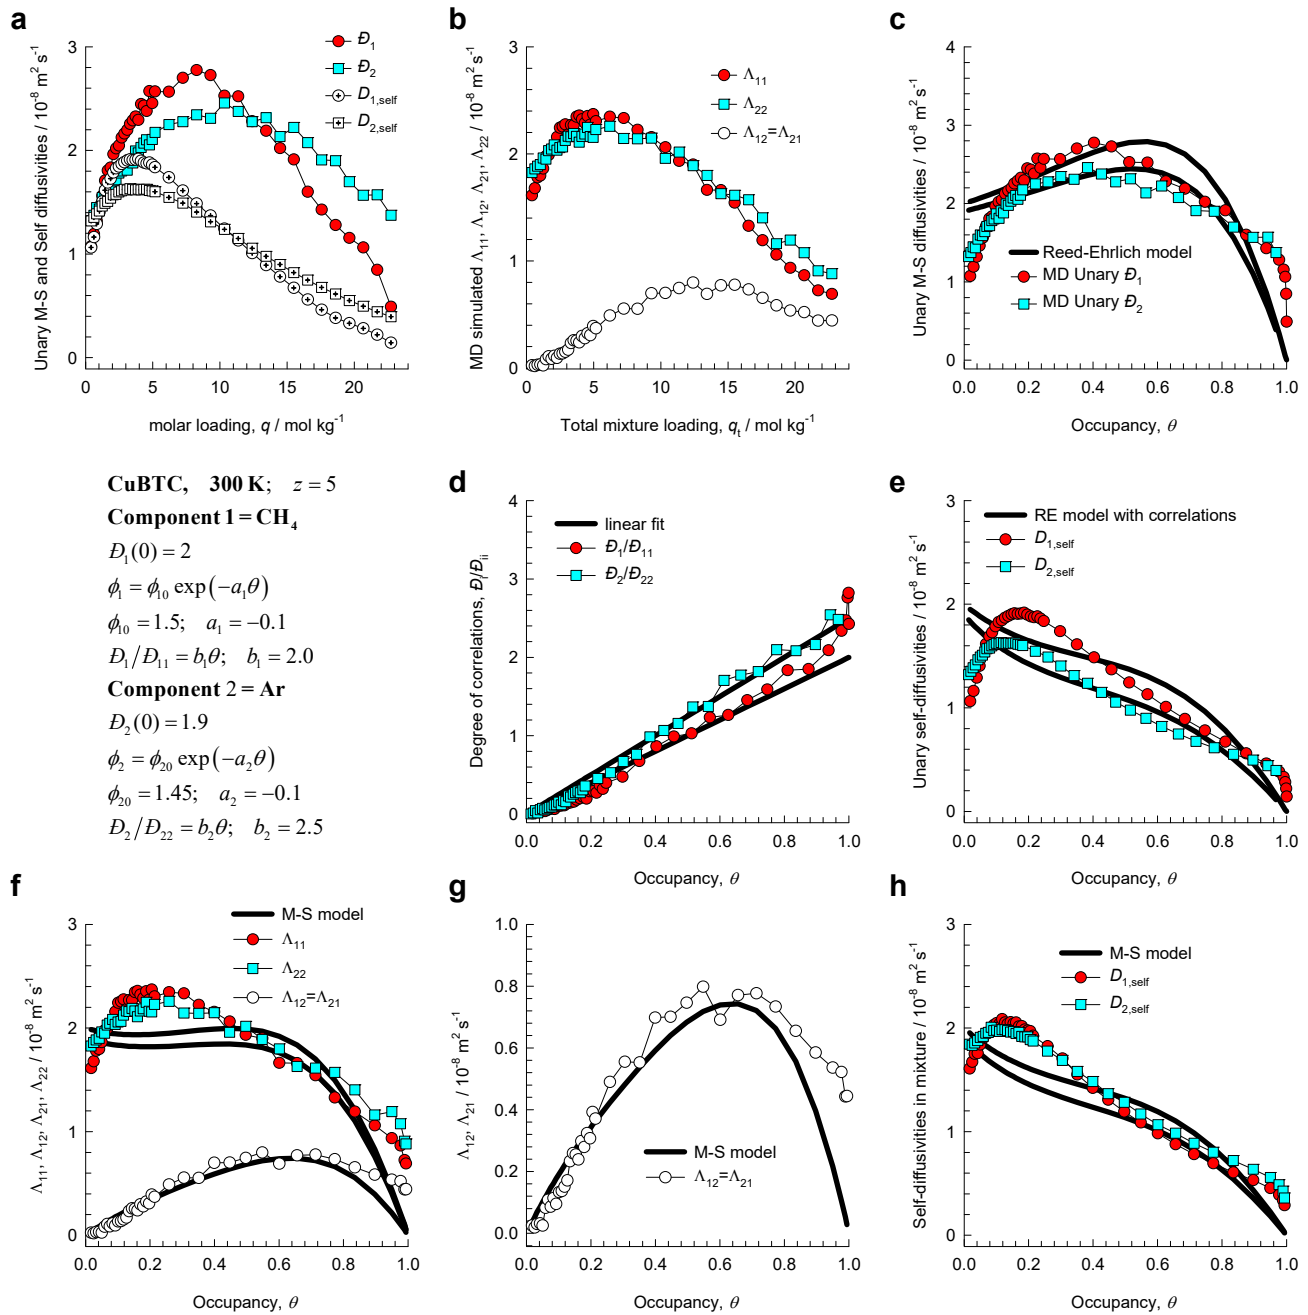 a
Unary M-S and Self diffusivities / 10⁻⁸ m² s⁻¹
3
2
1
0
Đ₁
Đ₂
D₁,self
D₂,self
0 5 10 15 20
molar loading, q / mol kg⁻¹
b
MD simulated Λ₁₁, Λ₁₂, Λ₂₁, Λ₂₂ / 10⁻⁸ m² s⁻¹
3
2
1
0
Λ₁₁
Λ₂₂
Λ₁₂=Λ₂₁
0 5 10 15 20
Total mixture loading, qₜ / mol kg⁻¹
c
Unary M-S diffusivities / 10⁻⁸ m² s⁻¹
4
3
2
1
0
Reed-Ehrlich model
MD Unary Đ₁
MD Unary Đ₂
0.0 0.2 0.4 0.6 0.8 1.0
Occupancy, θ
CuBTC, 300 K; z = 5
Component 1 = CH₄
Đ₁(0) = 2
ϕ₁ = ϕ₁₀ exp(−a₁θ)
ϕ₁₀ = 1.5; a₁ = −0.1
Đ₁/Đ₁₁ = b₁θ; b₁ = 2.0
Component 2 = Ar
Đ₂(0) = 1.9
ϕ₂ = ϕ₂₀ exp(−a₂θ)
ϕ₂₀ = 1.45; a₂ = −0.1
Đ₂/Đ₂₂ = b₂θ; b₂ = 2.5
d
Degree of correlations, Đᵢ/Đᵢᵢ
4
3
2
1
0
linear fit
Đ₁/Đ₁₁
Đ₂/Đ₂₂
0.0 0.2 0.4 0.6 0.8 1.0
Occupancy, θ
e
Unary self-diffusivities / 10⁻⁸ m² s⁻¹
3
2
1
0
RE model with correlations
D₁,self
D₂,self
0.0 0.2 0.4 0.6 0.8 1.0
Occupancy, θ
f
Λ₁₁, Λ₁₂, Λ₂₁, Λ₂₂ / 10⁻⁸ m² s⁻¹
3
2
1
0
M-S model
Λ₁₁
Λ₂₂
Λ₁₂=Λ₂₁
0.0 0.2 0.4 0.6 0.8 1.0
Occupancy, θ
g
Λ₁₂, Λ₂₁ / 10⁻⁸ m² s⁻¹
1.0
0.8
0.6
0.4
0.2
0.0
M-S model
Λ₁₂=Λ₂₁
0.0 0.2 0.4 0.6 0.8 1.0
Occupancy, θ
h
Self-diffusivities in mixture / 10⁻⁸ m² s⁻¹
3
2
1
0
M-S model
D₁,self
D₂,self
0.0 0.2 0.4 0.6 0.8 1.0
Occupancy, θ